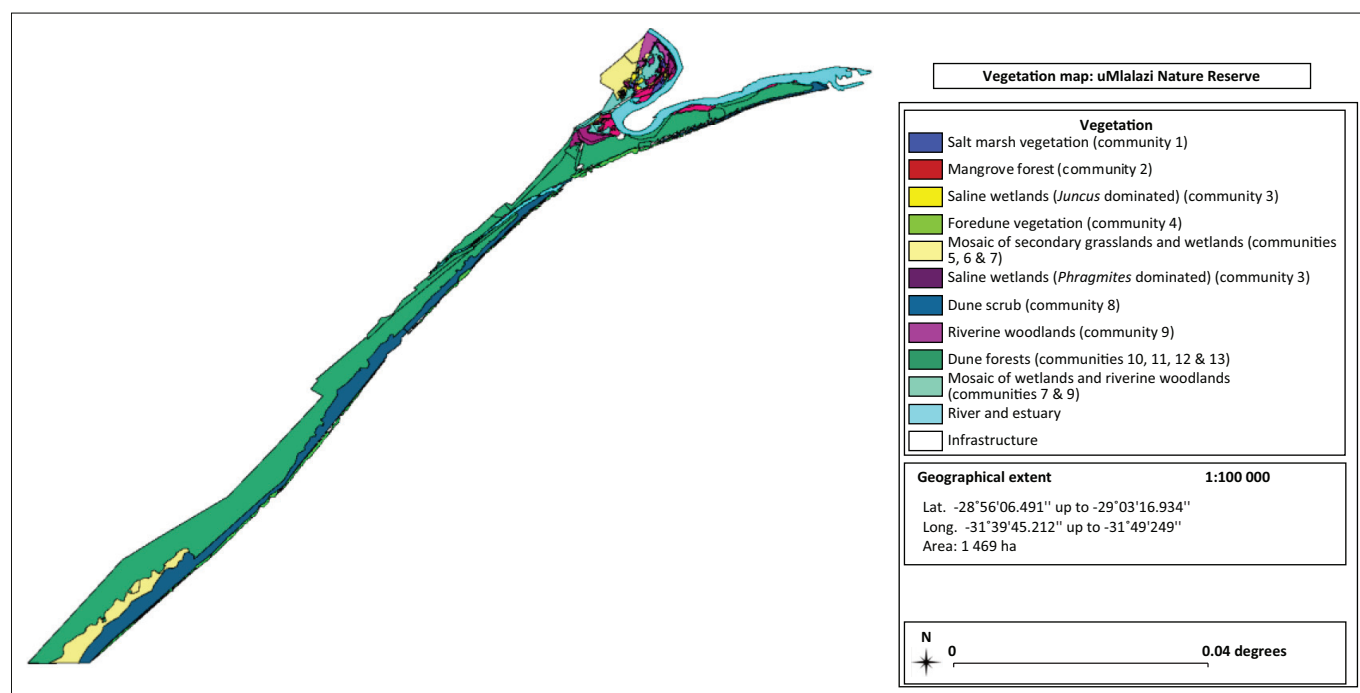 Vegetation map: uMlalazi Nature Reserve
Vegetation
Salt marsh vegetation (community 1)
Mangrove forest (community 2)
Saline wetlands (Juncus dominated) (community 3)
Foredune vegetation (community 4)
Mosaic of secondary grasslands and wetlands (communities
5, 6 & 7)
Saline wetlands (Phragmites dominated) (community 3)
Dune scrub (community 8)
Riverine woodlands (community 9)
Dune forests (communities 10, 11, 12 & 13)
Mosaic of wetlands and riverine woodlands
(communities 7 & 9)
River and estuary
Infrastructure
Geographical extent 1:100 000
Lat. -28˚56'06.491'' up to -29˚03'16.934''
Long. -31˚39'45.212'' up to -31˚49'249''
Area: 1 469 ha
N
0 0.04 degrees